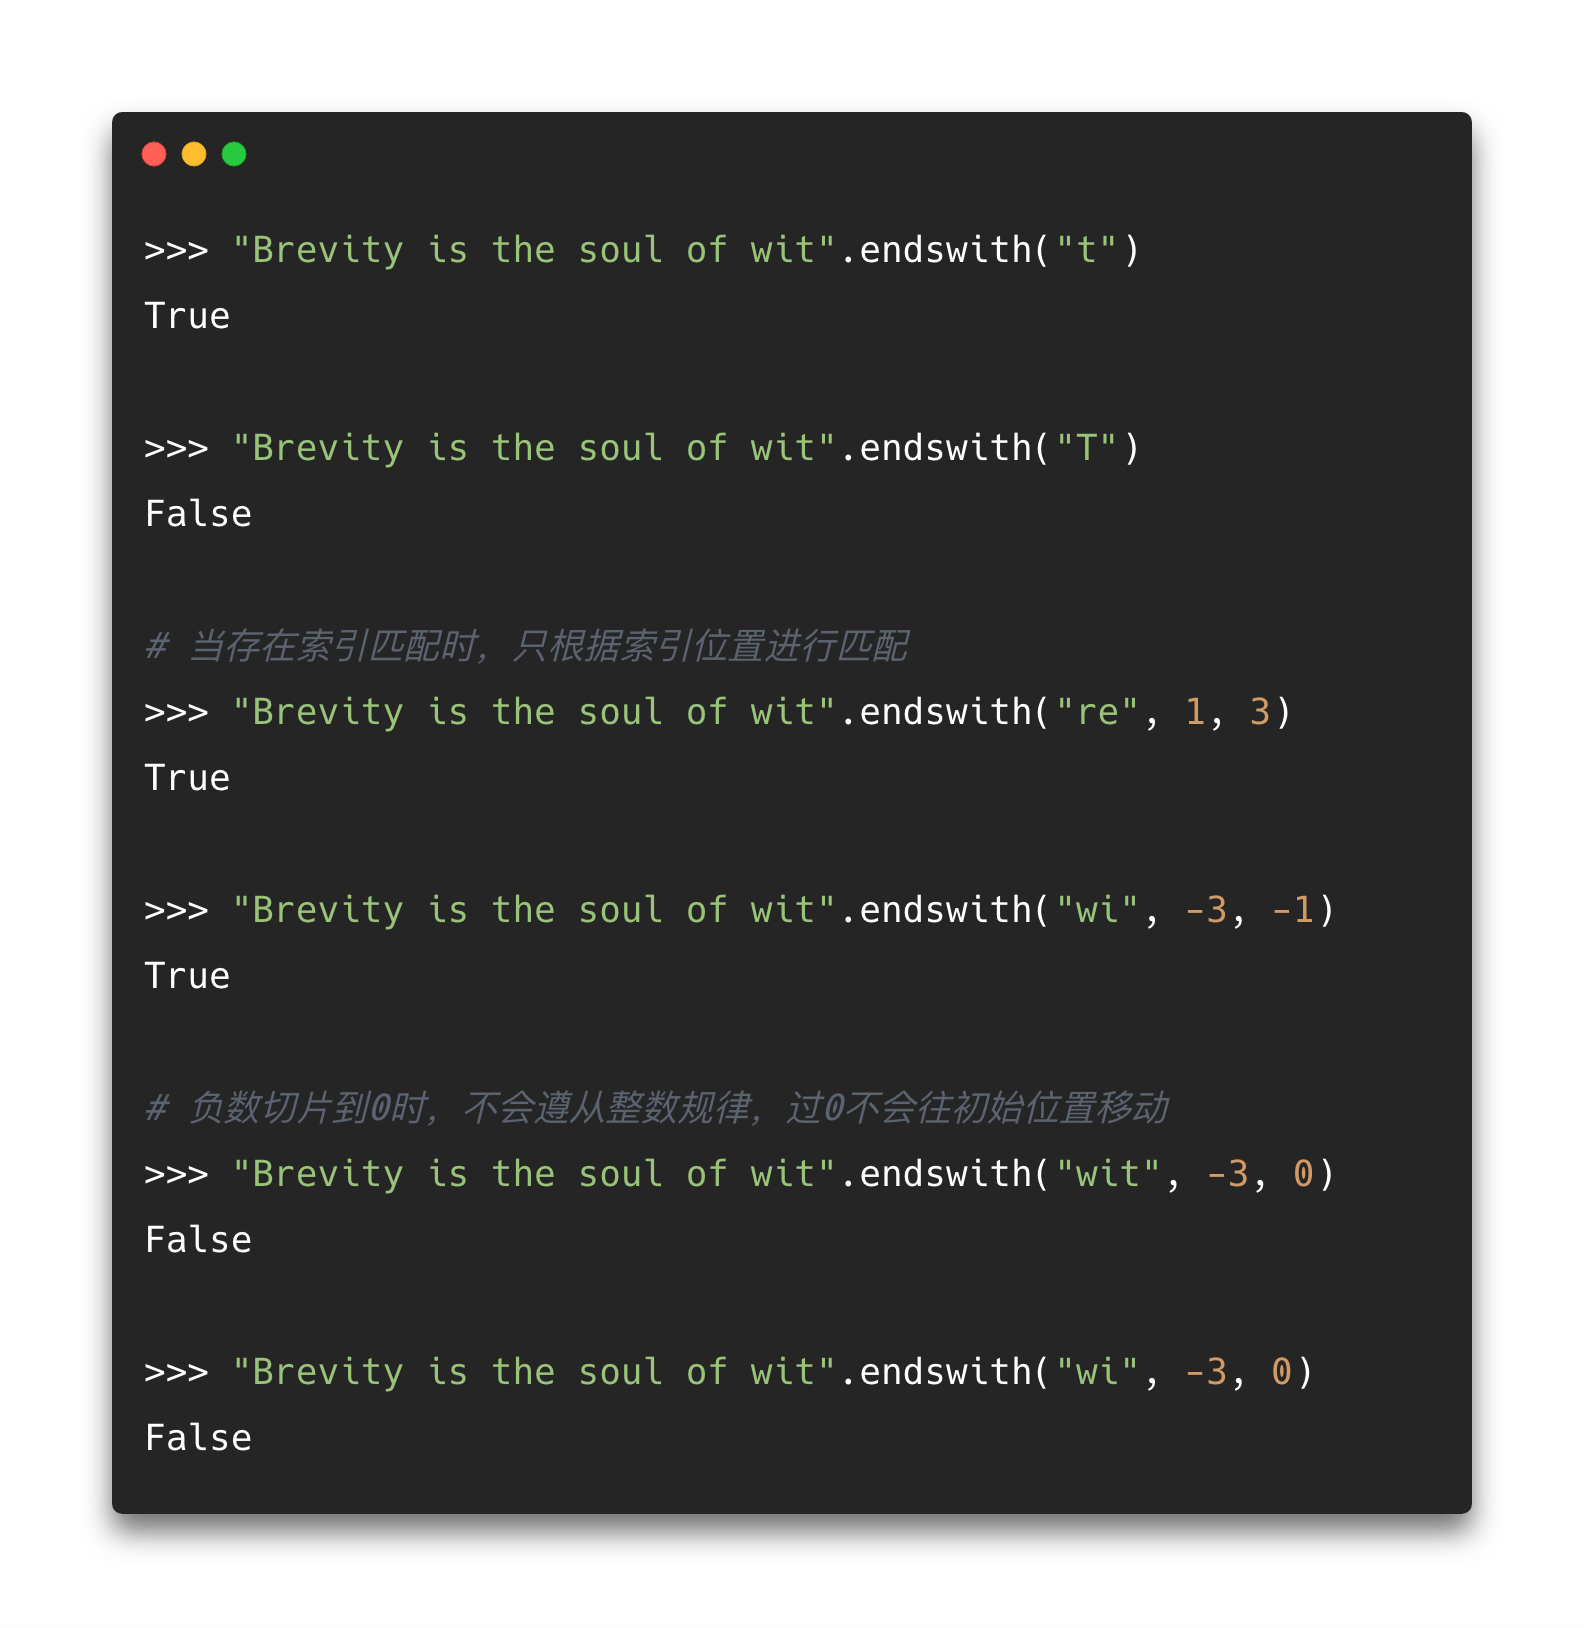 >>> "Brevity is the soul of wit".endswith("t")
True
>>> "Brevity is the soul of wit".endswith("T")
False
# 当存在索引匹配时，只根据索引位置进行匹配
>>> "Brevity is the soul of wit".endswith("re", 1, 3)
True
>>> "Brevity is the soul of wit".endswith("wi", -3, -1)
True
# 负数切片到0时，不会遵从整数规律，过0不会往初始位置移动
>>> "Brevity is the soul of wit".endswith("wit", -3, 0)
False
>>> "Brevity is the soul of wit".endswith("wi", -3, 0)
False